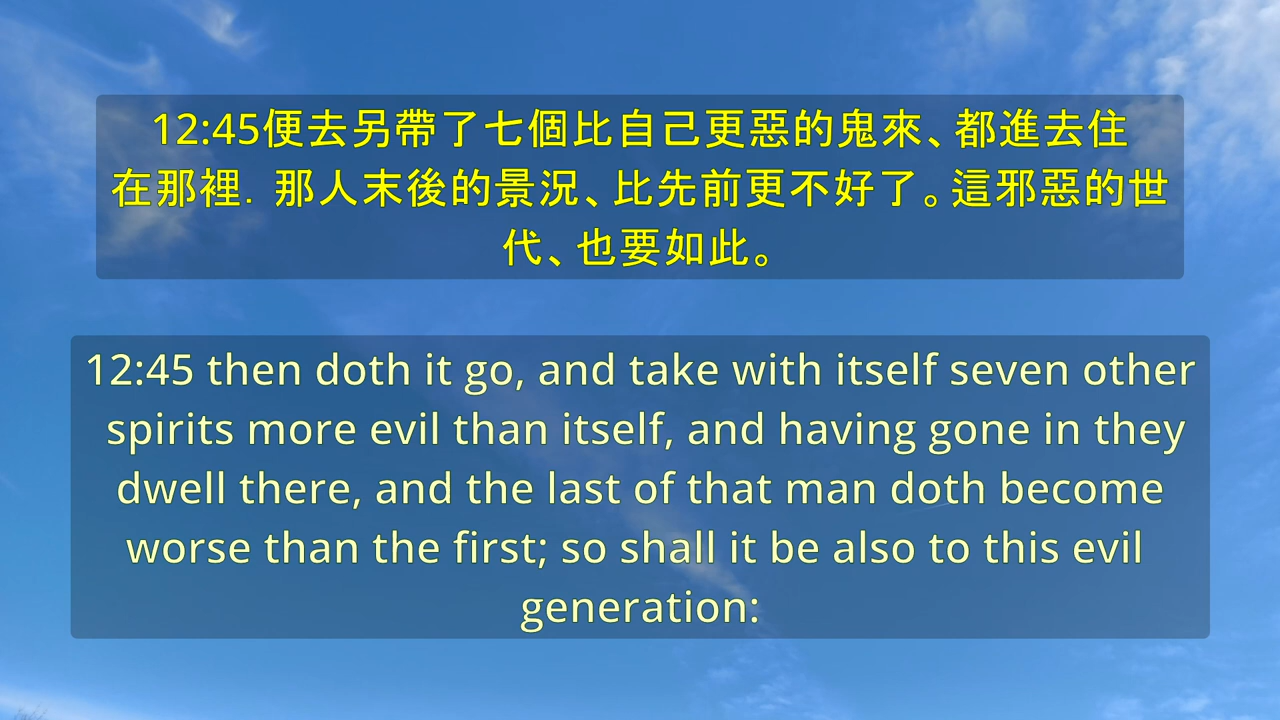 12:45便去另帶了七個比自己更惡的鬼來、都進去住
在那裡．那人末後的景況、比先前更不好了。這邪惡的世
代、也要如此。
12:45 then doth it go, and take with itself seven other
spirits more evil than itself, and having gone in they
dwell there, and the last of that man doth become
worse than the first; so shall it be also to this evil
generation: